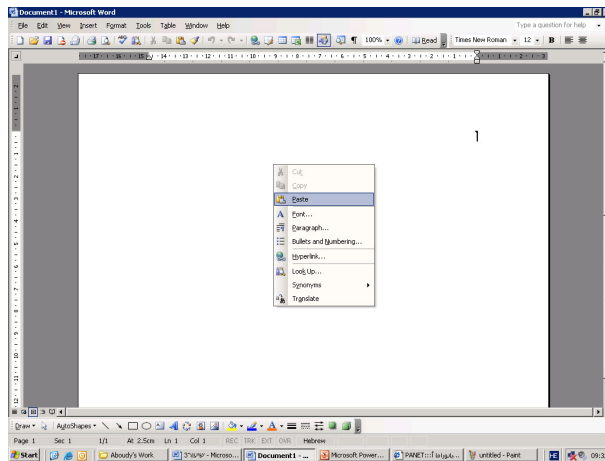 Document1 - Microsoft Word
File Edit View Insert Format Tools Table Window Help
Type a question for help
100% Read Times New Roman 12 B
Cut
Copy
Paste
Font...
Paragraph...
Bullets and Numbering...
Hyperlink...
Look Up...
Synonyms
Translate
Draw AutoShapes
Page 1 Sec 1 1/1 At 2.5cm Ln 1 Col 1 REC TRK EXT OVR Hebrew
Start Aboudy's Work Document1 - ... Microsoft Power... untitled - Paint HE